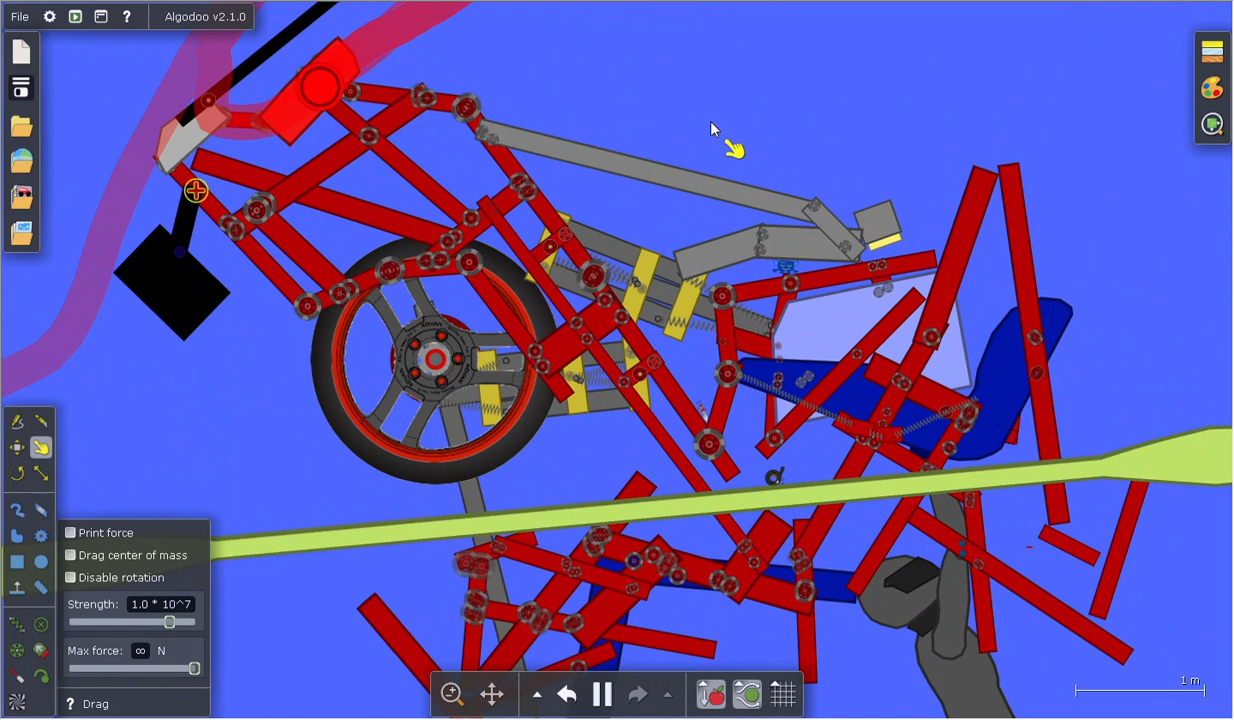 File ? Algodoo v2.1.0
Print force
Drag center of mass
Disable rotation
Strength: 1.0 * 10^7
Max force: ∞ N
? Drag
1 m